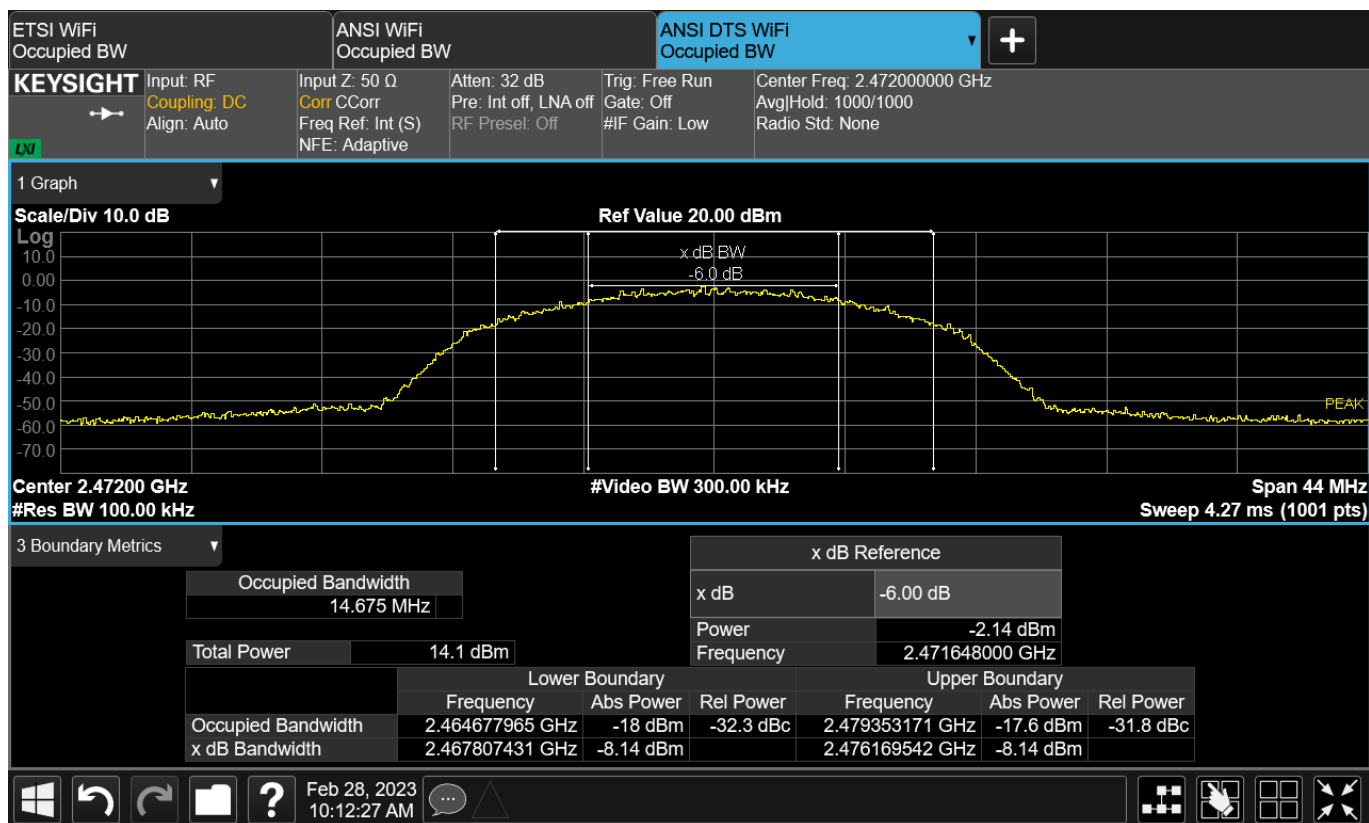 ETSI WiFi
Occupied BW
ANSI WiFi
Occupied BW
ANSI DTS WiFi
Occupied BW
KEYSIGHT
LXI
Input: RF
Coupling: DC
Align: Auto
Input Z: 50 Ω
Corr CCorr
Freq Ref: Int (S)
NFE: Adaptive
Atten: 32 dB
Pre: Int off, LNA off
RF Presel: Off
Trig: Free Run
Gate: Off
#IF Gain: Low
Center Freq: 2.472000000 GHz
Avg|Hold: 1000/1000
Radio Std: None
1 Graph
Scale/Div 10.0 dB
Ref Value 20.00 dBm
Log
10.0
0.00
-10.0
-20.0
-30.0
-40.0
-50.0
-60.0
-70.0
x dB BW
-6.0 dB
PEAK
Center 2.47200 GHz
#Video BW 300.00 kHz
Span 44 MHz
#Res BW 100.00 kHz
Sweep 4.27 ms (1001 pts)
3 Boundary Metrics
Occupied Bandwidth
14.675 MHz
Total Power 14.1 dBm
x dB Reference
x dB -6.00 dB
Power -2.14 dBm
Frequency 2.471648000 GHz
Lower Boundary Upper Boundary
Frequency Abs Power Rel Power Frequency Abs Power Rel Power
Occupied Bandwidth 2.464677965 GHz -18 dBm -32.3 dBc 2.479353171 GHz -17.6 dBm -31.8 dBc
x dB Bandwidth 2.467807431 GHz -8.14 dBm 2.476169542 GHz -8.14 dBm
Feb 28, 2023
10:12:27 AM